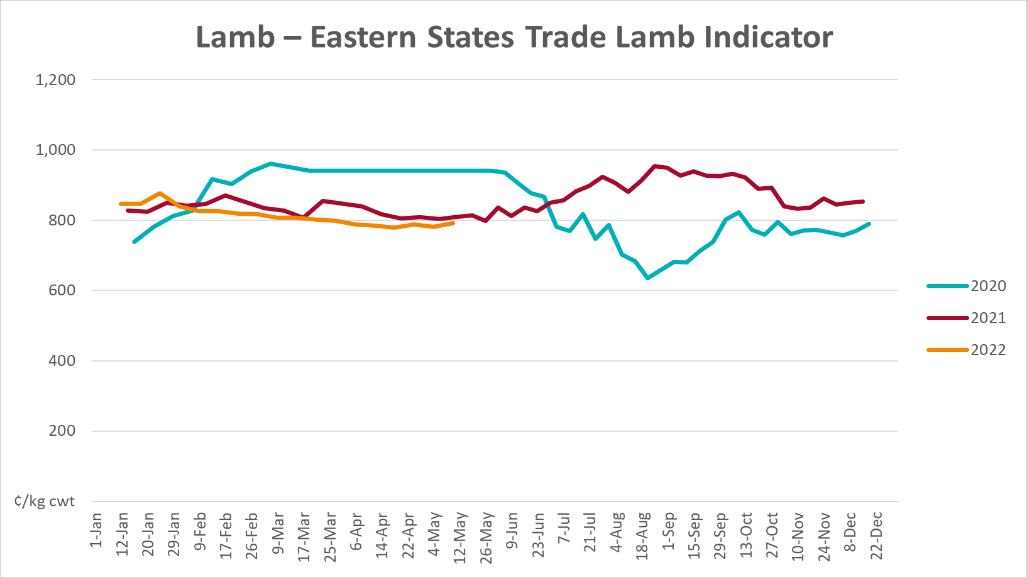 Lamb – Eastern States Trade Lamb Indicator
1,200
1,000
800
600
400
200
¢/kg cwt
1-Jan
12-Jan
20-Jan
29-Jan
9-Feb
17-Feb
26-Feb
9-Mar
17-Mar
25-Mar
6-Apr
14-Apr
22-Apr
4-May
12-May
26-May
9-Jun
23-Jun
7-Jul
21-Jul
4-Aug
18-Aug
1-Sep
15-Sep
29-Sep
13-Oct
27-Oct
10-Nov
24-Nov
8-Dec
22-Dec
2020
2021
2022